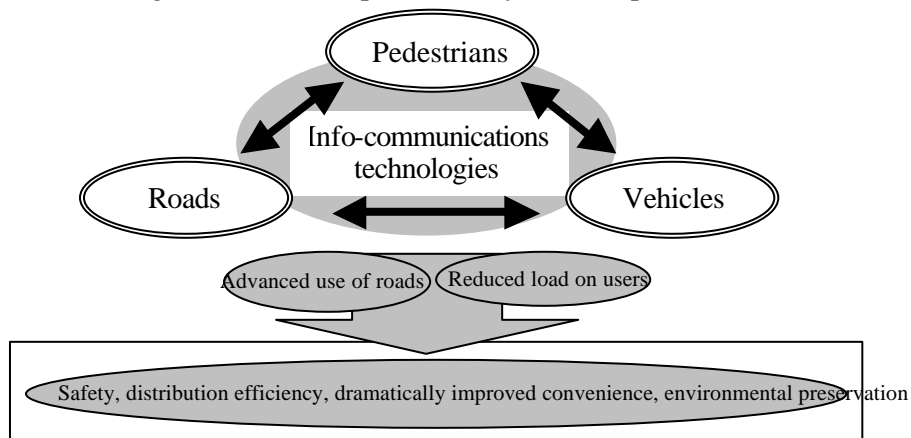 Pedestrians
Info-communications
technologies
Roads
Vehicles
Advanced use of roads
Reduced load on users
Safety, distribution efficiency, dramatically improved convenience, environmental preservation